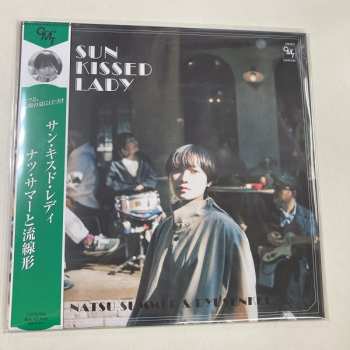 SUN
KISSED
LADY
サン・キスド・レディ
ナツ・サマーと流線形
NATSU SUMMER & RYUSENKEI